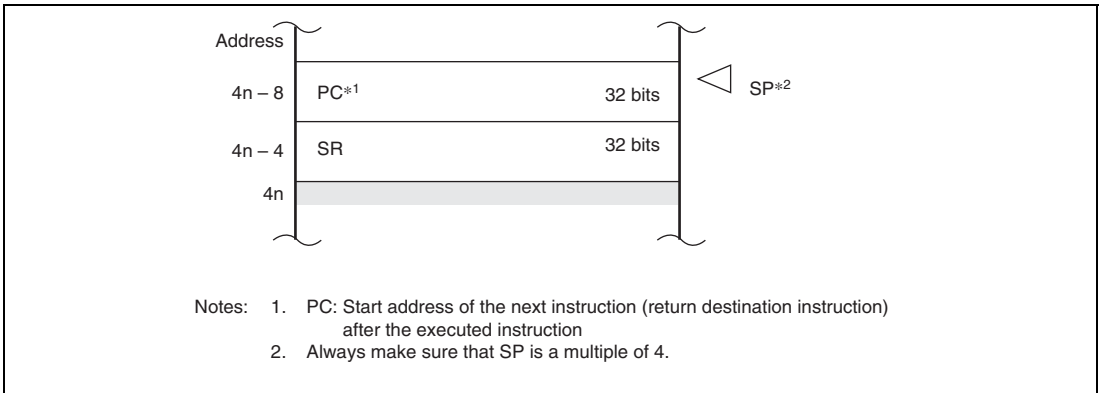 Address
4n – 8 PC*1 32 bits SP*2
4n – 4 SR 32 bits
4n
Notes: 1. PC: Start address of the next instruction (return destination instruction)
after the executed instruction
2. Always make sure that SP is a multiple of 4.